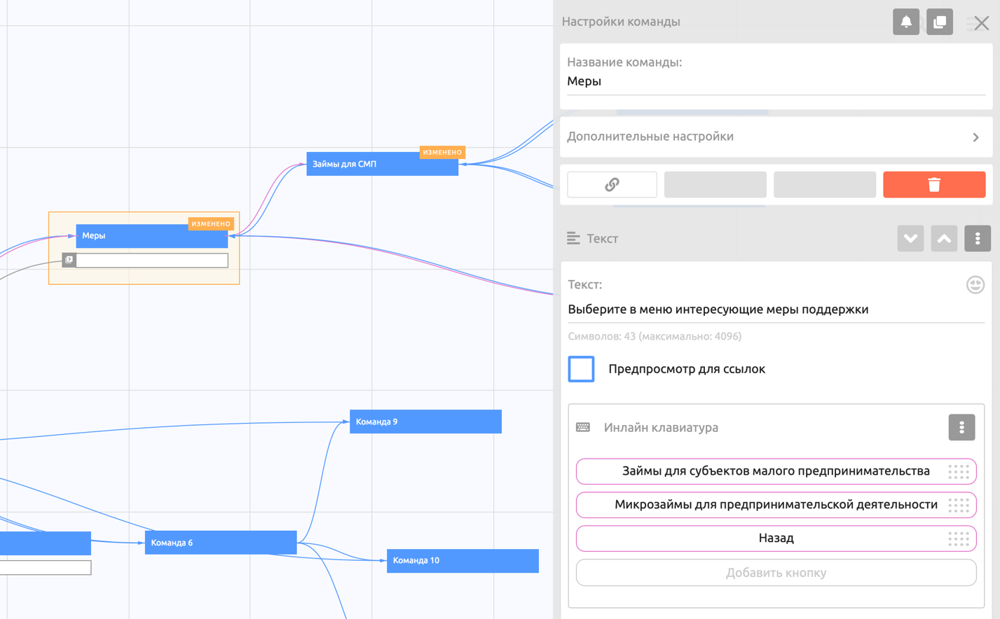 Настройки команды
Название команды:
Меры
Дополнительные настройки
ИЗМЕНЕНО
Займы для СМП
ИЗМЕНЕНО
Меры
Текст
Текст:
Выберите в меню интересующие меры поддержки
Символов: 43 (максимально: 4096)
Предпросмотр для ссылок
Команда 9
Инлайн клавиатура
Займы для субъектов малого предпринимательства
Микрозаймы для предпринимательской деятельности
Назад
Команда 6
Команда 10
Добавить кнопку